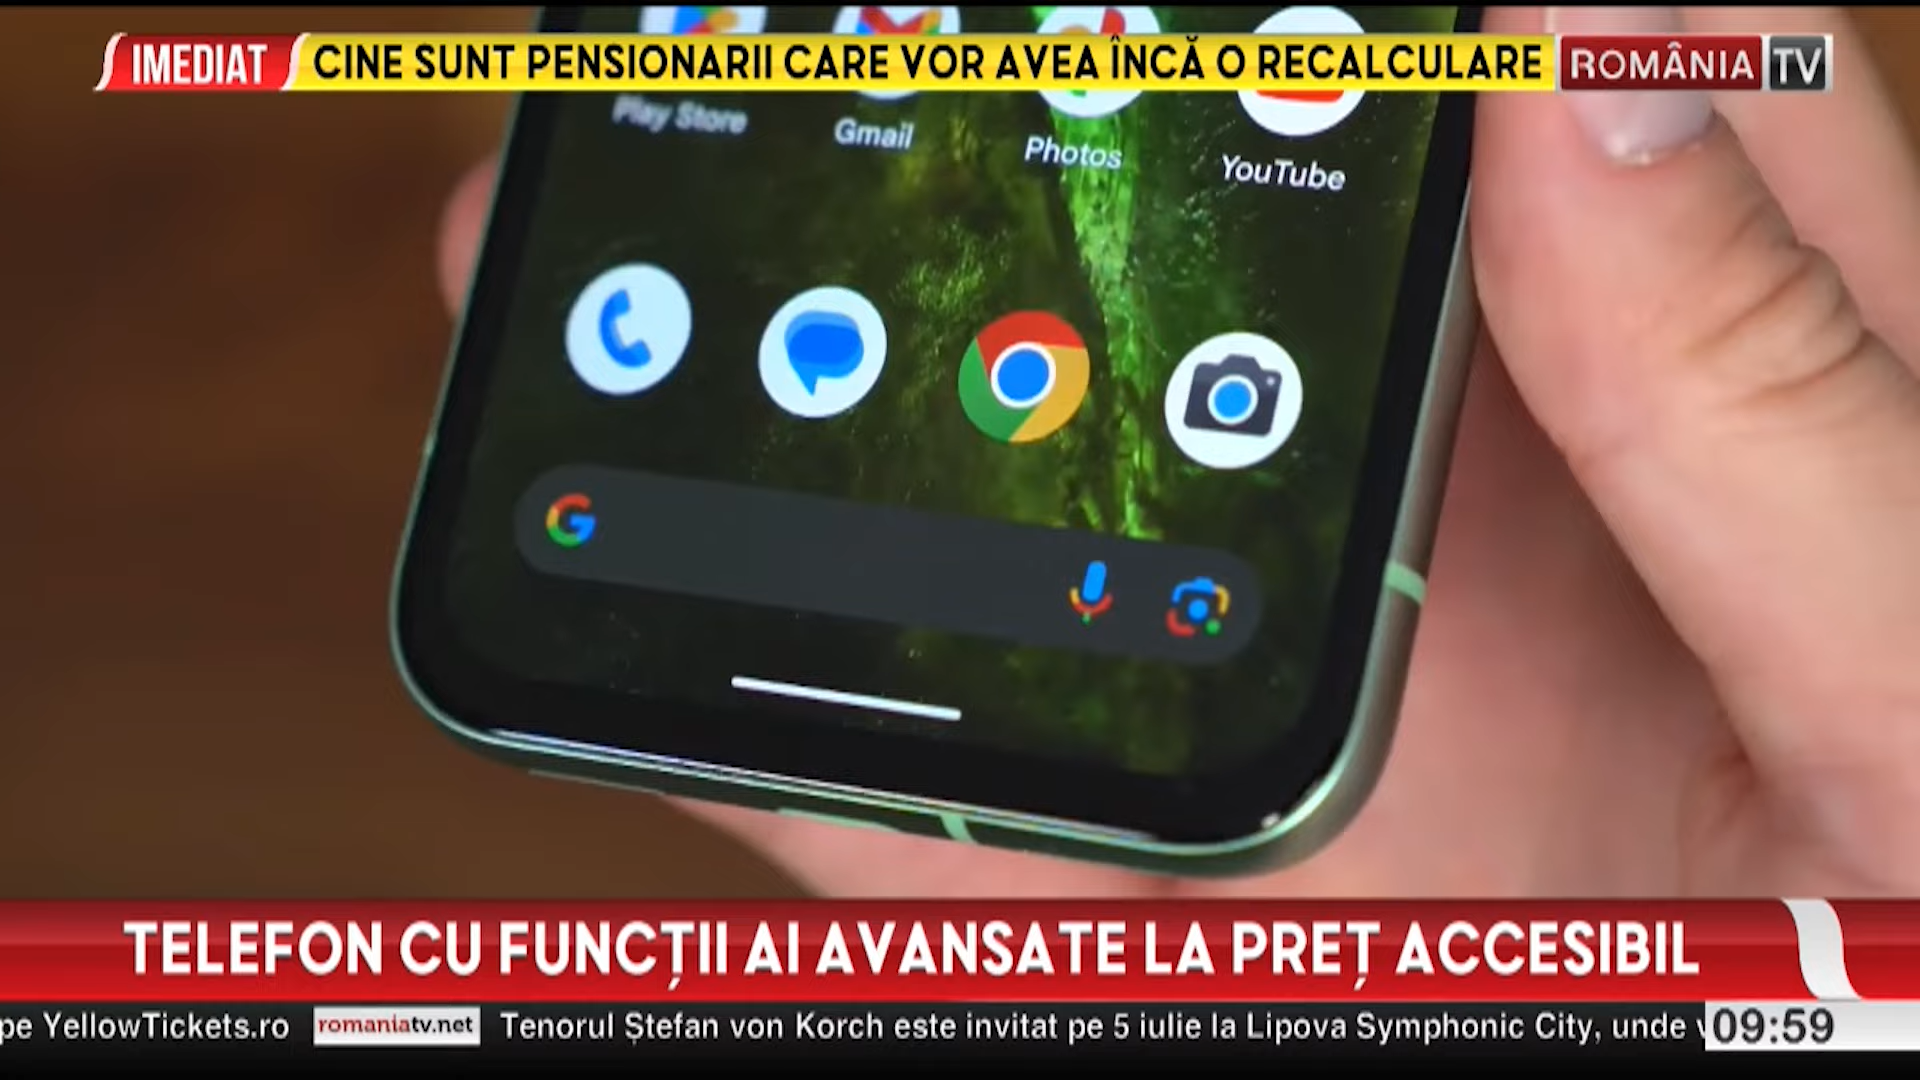 IMEDIAT CINE SUNT PENSIONARII CARE VOR AVEA ÎNCĂ O RECALCULARE ROMÂNIA TV
Play Store
Gmail
Photos
YouTube
TELEFON CU FUNCȚII AI AVANSATE LA PREȚ ACCESIBIL
pe YellowTickets.ro romaniatv.net Tenorul Ștefan von Korch este invitat pe 5 iulie la Lipova Symphonic City, unde 09:59